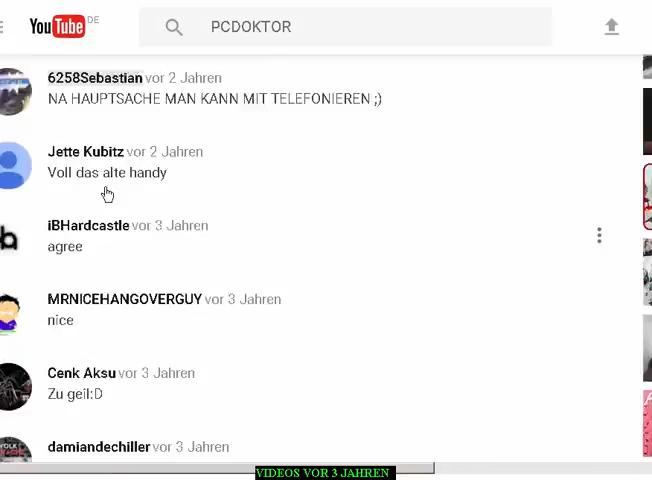 YouTube DE
PCDOKTOR
6258Sebastian vor 2 Jahren
NA HAUPTSACHE MAN KANN MIT TELEFONIEREN ;)
Jette Kubitz vor 2 Jahren
Voll das alte handy
iBHardcastle vor 3 Jahren
agree
MRNICEHANGOVERGUY vor 3 Jahren
nice
Cenk Aksu vor 3 Jahren
Zu geil:D
damiandechiller vor 3 Jahren
VIDEOS VOR 3 JAHREN